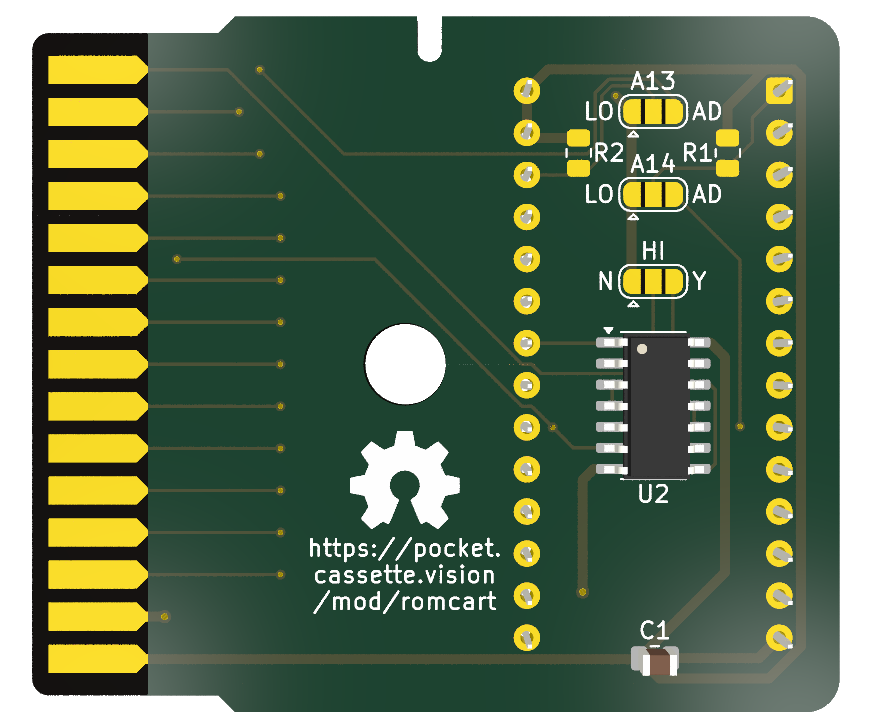 A13
LO AD
R2 R1
A14
LO AD
HI
N Y
U2
https://pocket.
cassette.vision
/mod/romcart
C1